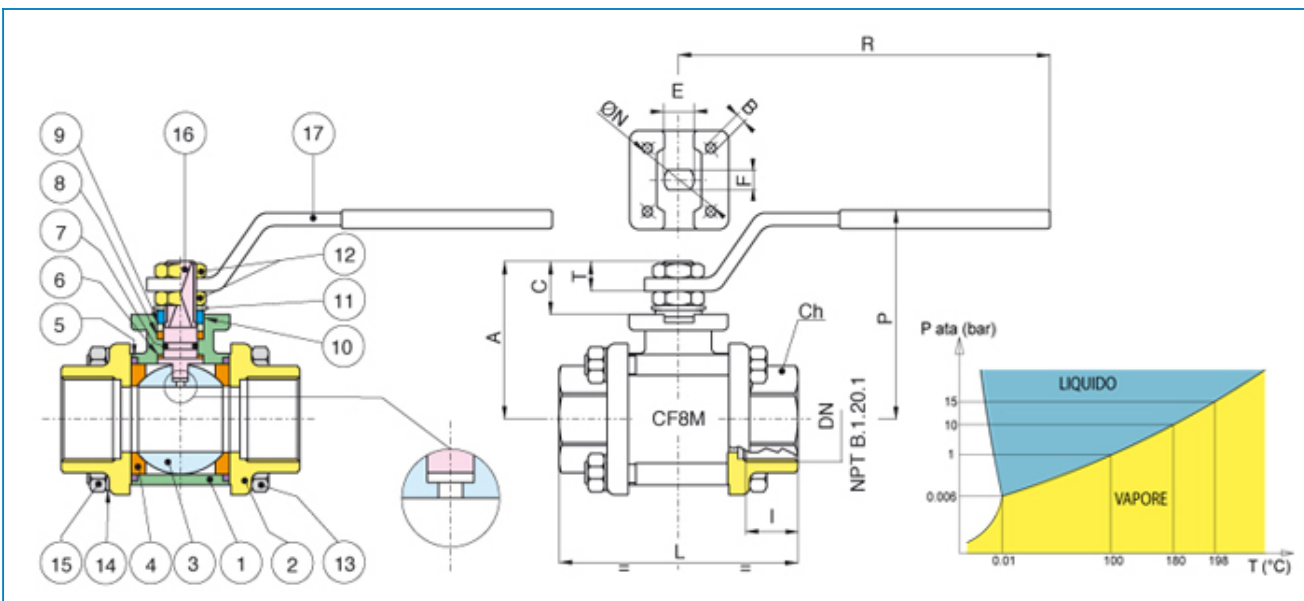 9
8
7
6
5
16
17
12
11
10
15
14
4
3
1
2
13
R
E
B
ØN
F
T
C
A
P
Ch
CF8M
DN
NPT B.1.20.1
I
L
=
=
P ata (bar)
LIQUIDO
15
10
1
0.006
VAPORE
0.01
100
180
198
T (°C)